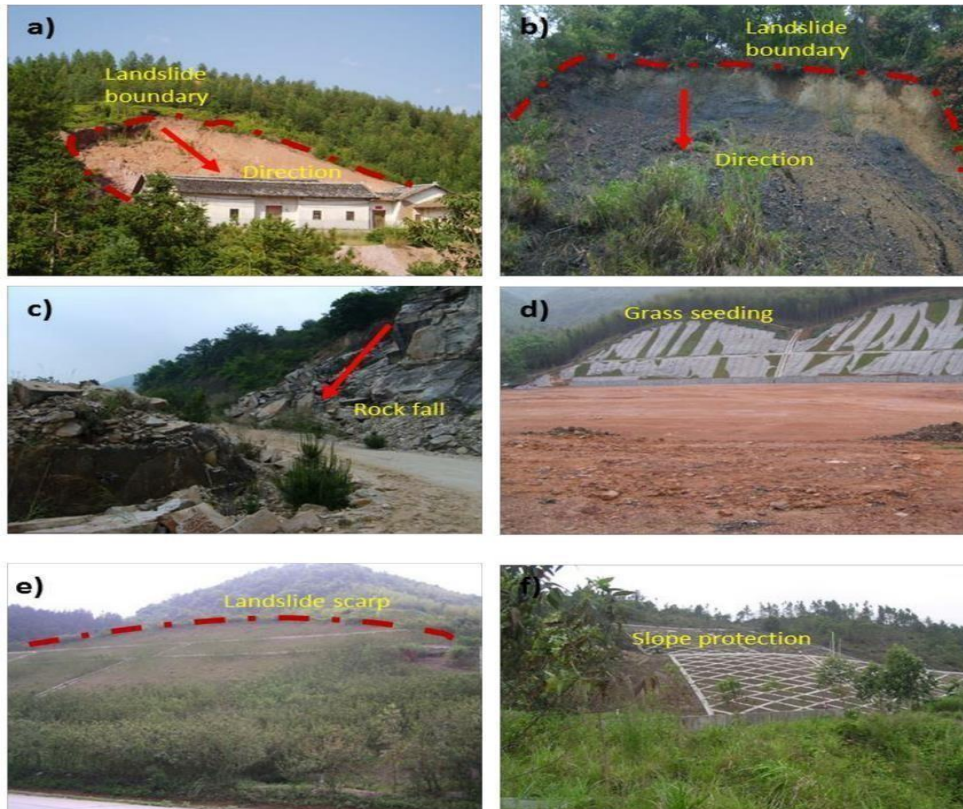 a)
Landslide
boundary
Direction
b)
Landslide
boundary
Direction
c)
Rock fall
d)
Grass seeding
e)
Landslide scarp
f)
Slope protection